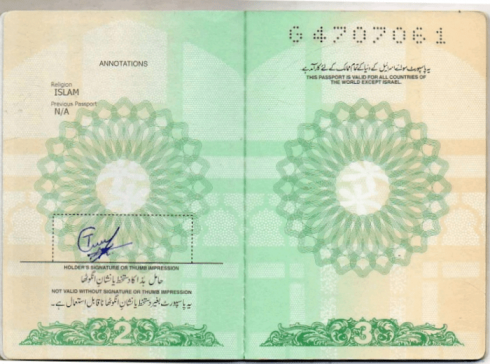 ANNOTATIONS
Religion
ISLAM
Previous Passport
N/A
HOLDER'S SIGNATURE OR THUMB IMPRESSION
حامل ہذا کا دستخط یا نشان انگوٹھا
NOT VALID WITHOUT SIGNATURE OR THUMB IMPRESSION
یہ پاسپورٹ بغیر دستخط یا نشان انگوٹھا ناقابل استعمال ہے۔
2
G4707061
یہ پاسپورٹ سوائے اسرائیل کے دنیا کے تمام ممالک کے لئے کارآمد ہے
THIS PASSPORT IS VALID FOR ALL COUNTRIES OF
THE WORLD EXCEPT ISRAEL.
3